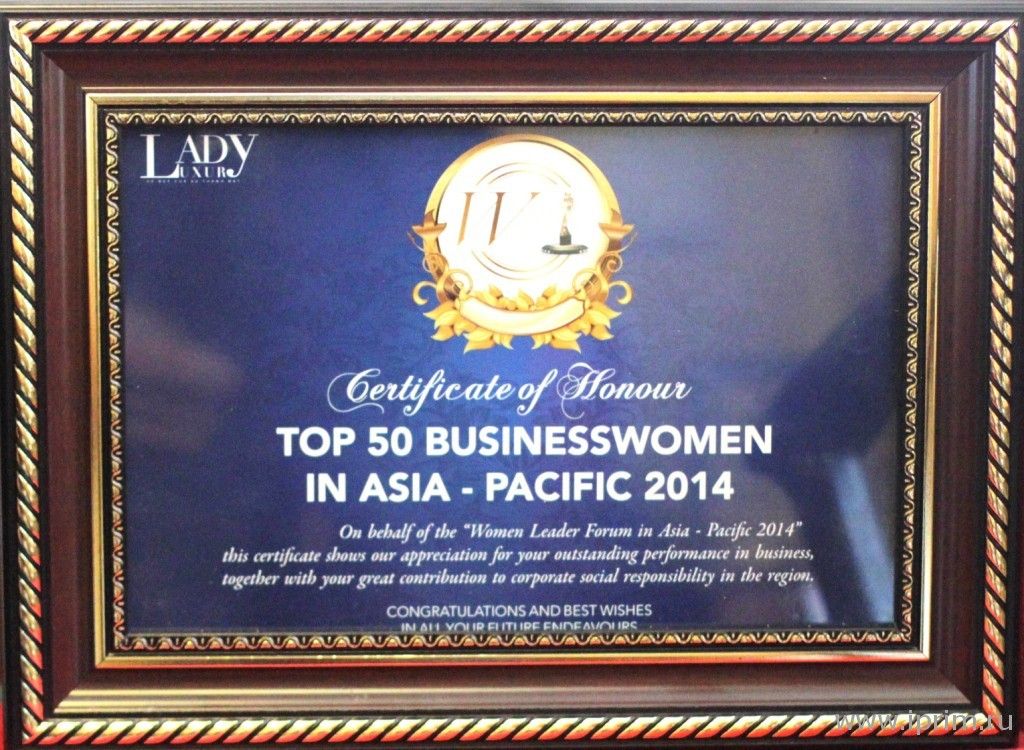 LADY
LUXURY
W
Certificate of Honour
TOP 50 BUSINESSWOMEN
IN ASIA - PACIFIC 2014
On behalf of the “Women Leader Forum in Asia - Pacific 2014”
this certificate shows our appreciation for your outstanding performance in business,
together with your great contribution to corporate social responsibility in the region.
CONGRATULATIONS AND BEST WISHES
IN ALL YOUR FUTURE ENDEAVOURS
www.iprim.ru